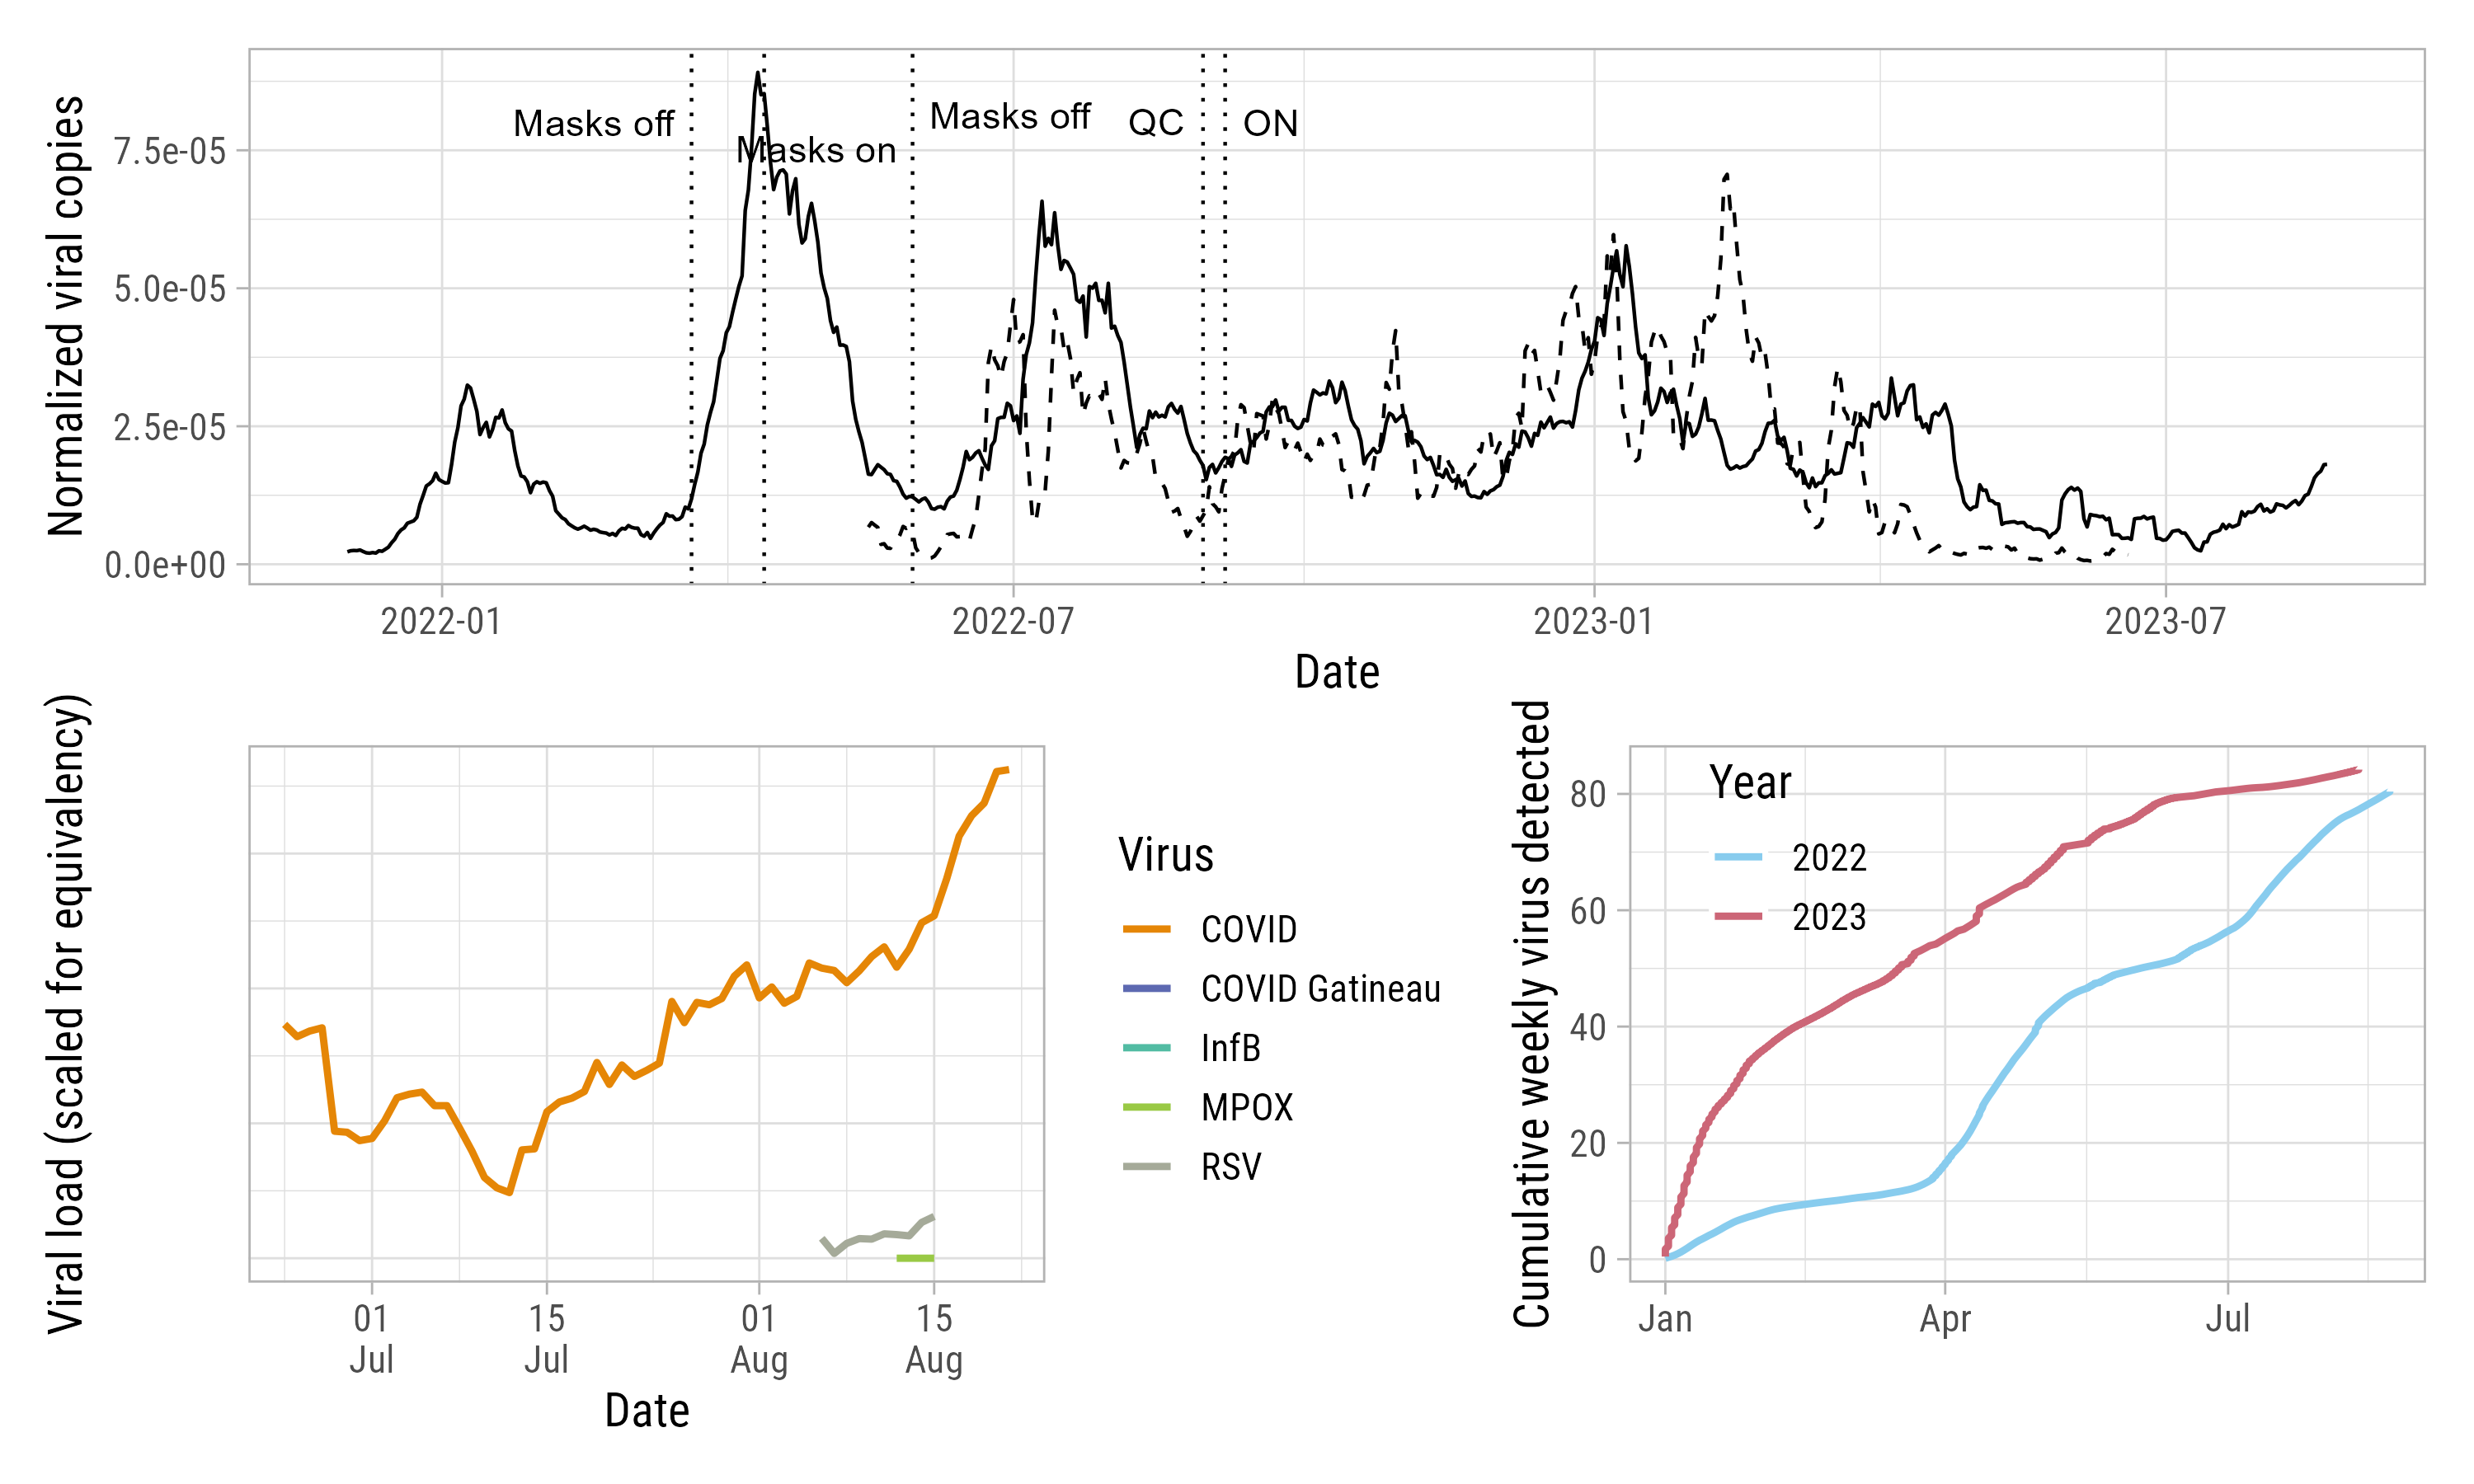 Normalized viral copies
7.5e-05
5.0e-05
2.5e-05
0.0e+00
Masks off
Masks on
Masks off
QC
ON
2022-01
2022-07
2023-01
2023-07
Date
Viral load (scaled for equivalency)
01
Jul
15
Jul
01
Aug
15
Aug
Date
Virus
COVID
COVID Gatineau
InfB
MPOX
RSV
Cumulative weekly virus detected
80
60
40
20
0
Year
2022
2023
Jan
Apr
Jul